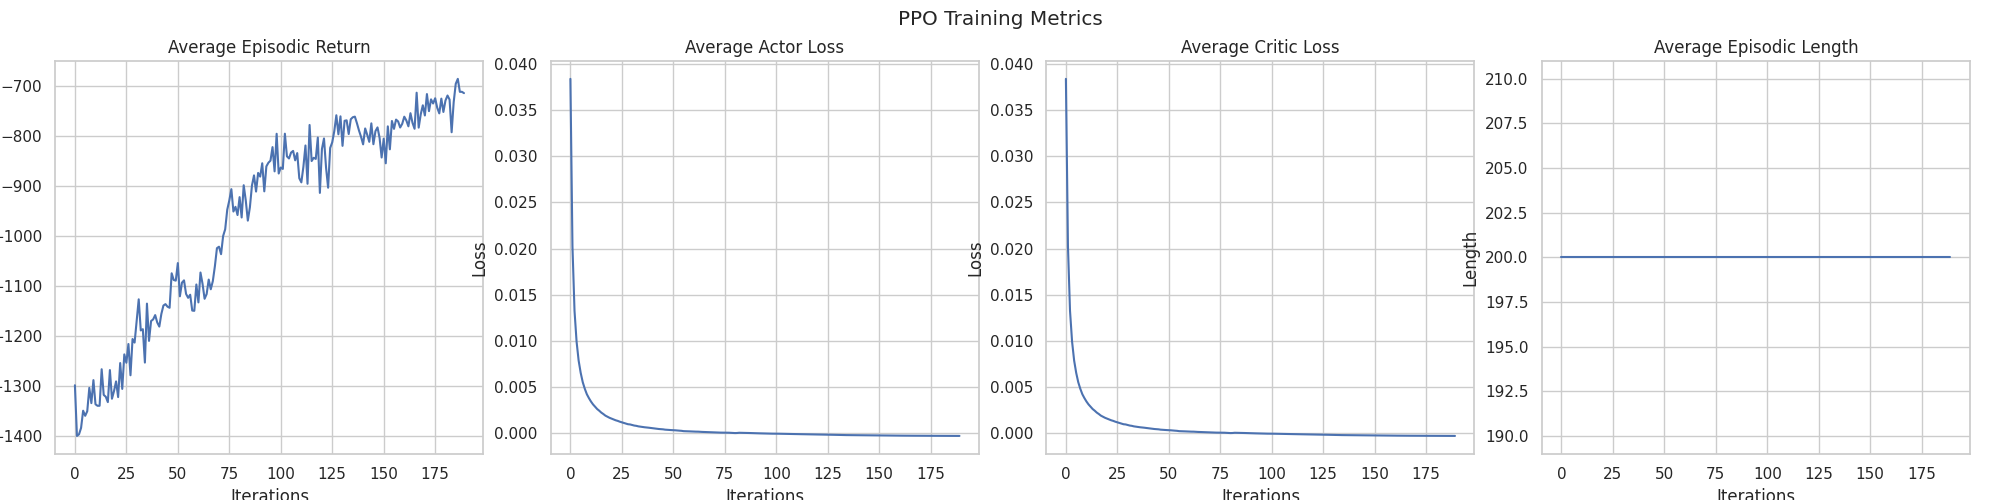 PPO Training Metrics
Average Episodic Return
−700
−800
−900
−1000
−1100
−1200
−1300
−1400
0 25 50 75 100 125 150 175
Iterations
Average Actor Loss
Loss
0.040
0.035
0.030
0.025
0.020
0.015
0.010
0.005
0.000
0 25 50 75 100 125 150 175
Iterations
Average Critic Loss
Loss
0.040
0.035
0.030
0.025
0.020
0.015
0.010
0.005
0.000
0 25 50 75 100 125 150 175
Iterations
Average Episodic Length
Length
210.0
207.5
205.0
202.5
200.0
197.5
195.0
192.5
190.0
0 25 50 75 100 125 150 175
Iterations